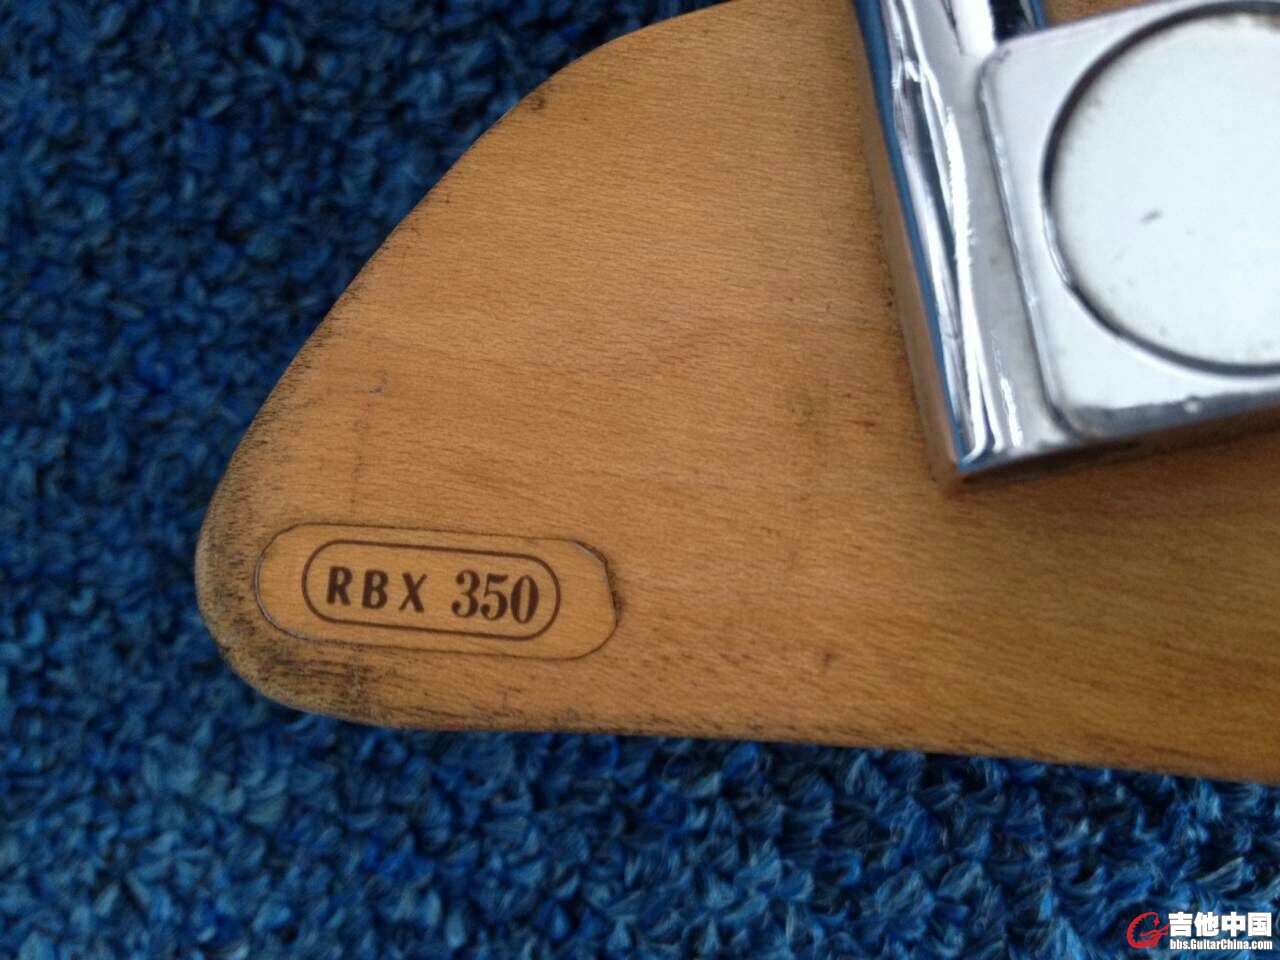 RBX 350
吉他中国
bbs.GuitarChina.com